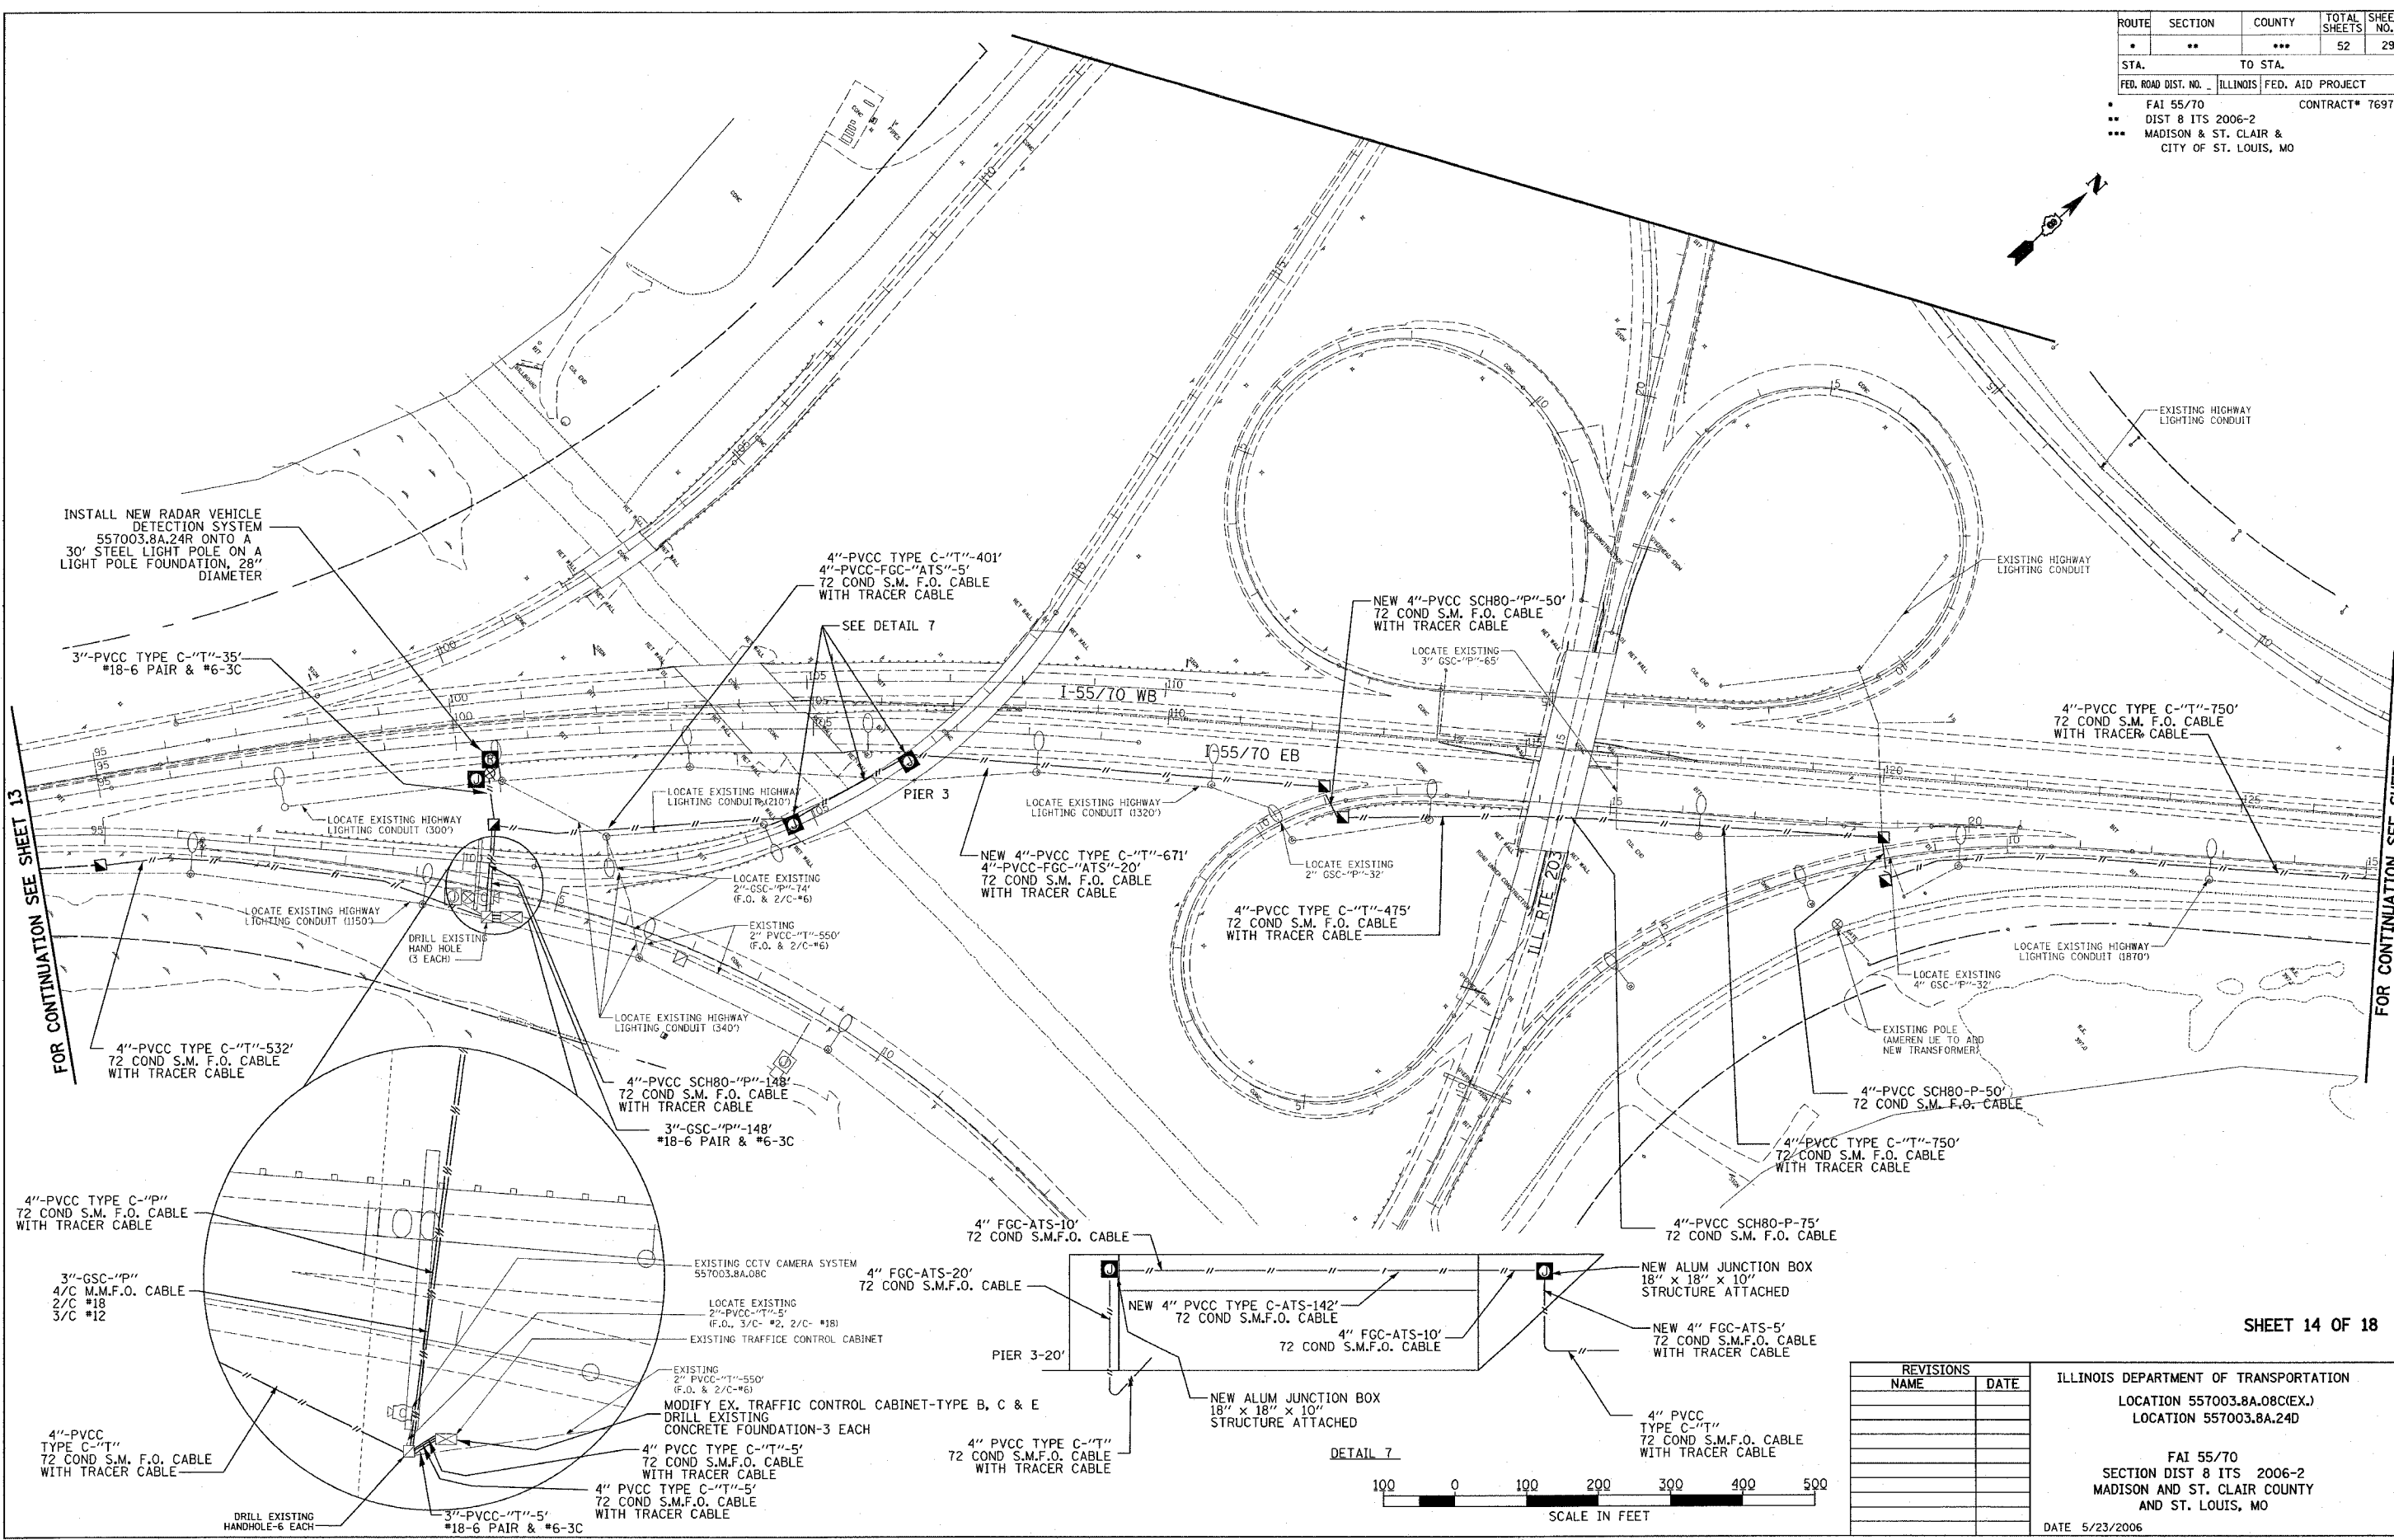 ROUTE SECTION COUNTY TOTAL SHEETS SHEE NO.
* ** *** 52 29
STA. TO STA.
FED. ROAD DIST. NO. _ ILLINOIS FED. AID PROJECT
* FAI 55/70 CONTRACT# 7697
** DIST 8 ITS 2006-2
*** MADISON & ST. CLAIR &
CITY OF ST. LOUIS, MO
N
EXISTING HIGHWAY
LIGHTING CONDUIT
EXISTING HIGHWAY
LIGHTING CONDUIT
INSTALL NEW RADAR VEHICLE
DETECTION SYSTEM
557003.8A.24R ONTO A
30' STEEL LIGHT POLE ON A
LIGHT POLE FOUNDATION, 28"
DIAMETER
4"-PVCC TYPE C-"T"-401'
4"-PVCC-FGC-"ATS"-5'
72 COND S.M. F.O. CABLE
WITH TRACER CABLE
SEE DETAIL 7
NEW 4"-PVCC SCH80-"P"-50'
72 COND S.M. F.O. CABLE
WITH TRACER CABLE
LOCATE EXISTING
3" GSC-"P"-65'
3"-PVCC TYPE C-"T"-35'
#18-6 PAIR & #6-3C
I-55/70 WB
I-55/70 EB
4"-PVCC TYPE C-"T"-750'
72 COND S.M. F.O. CABLE
WITH TRACER CABLE
FOR CONTINUATION SEE SHEET 13
PIER 3
LOCATE EXISTING HIGHWAY
LIGHTING CONDUIT (210')
LOCATE EXISTING HIGHWAY
LIGHTING CONDUIT (300')
LOCATE EXISTING HIGHWAY
LIGHTING CONDUIT (1320')
NEW 4"-PVCC TYPE C-"T"-671'
4"-PVCC-FGC-"ATS"-20'
72 COND S.M. F.O. CABLE
WITH TRACER CABLE
LOCATE EXISTING
2" GSC-"P"-32'
LOCATE EXISTING
2"-GSC-"P"-74'
(F.O. & 2/C-#6)
LOCATE EXISTING HIGHWAY
LIGHTING CONDUIT (1150')
DRILL EXISTING
HAND HOLE
(3 EACH)
EXISTING
2" PVCC-"T"-550'
(F.O. & 2/C-#6)
4"-PVCC TYPE C-"T"-475'
72 COND S.M. F.O. CABLE
WITH TRACER CABLE
ILL RTE 203
LOCATE EXISTING HIGHWAY
LIGHTING CONDUIT (1870')
LOCATE EXISTING
4" GSC-"P"-32'
EXISTING POLE
(AMEREN UE TO ADD
NEW TRANSFORMER)
LOCATE EXISTING HIGHWAY
LIGHTING CONDUIT (340')
4"-PVCC TYPE C-"T"-532'
72 COND S.M. F.O. CABLE
WITH TRACER CABLE
4"-PVCC SCH80-"P"-148'
72 COND S.M. F.O. CABLE
WITH TRACER CABLE
3"-GSC-"P"-148'
#18-6 PAIR & #6-3C
4"-PVCC SCH80-P-50'
72 COND S.M. F.O. CABLE
4"-PVCC TYPE C-"T"-750'
72 COND S.M. F.O. CABLE
WITH TRACER CABLE
4"-PVCC SCH80-P-75'
72 COND S.M. F.O. CABLE
FOR CONTINUATION SEE
4"-PVCC TYPE C-"P"
72 COND S.M. F.O. CABLE
WITH TRACER CABLE
3"-GSC-"P"
4/C M.M.F.O. CABLE
2/C #18
3/C #12
EXISTING CCTV CAMERA SYSTEM
557003.8A.08C
LOCATE EXISTING
2"-PVCC-"T"-5'
(F.O., 3/C- #2, 2/C- #18)
EXISTING TRAFFICE CONTROL CABINET
EXISTING
2" PVCC-"T"-550'
(F.O. & 2/C-#6)
MODIFY EX. TRAFFIC CONTROL CABINET-TYPE B, C & E
DRILL EXISTING
CONCRETE FOUNDATION-3 EACH
4" PVCC TYPE C-"T"-5'
72 COND S.M.F.O. CABLE
WITH TRACER CABLE
4" PVCC TYPE C-"T"-5'
72 COND S.M.F.O. CABLE
WITH TRACER CABLE
4"-PVCC
TYPE C-"T"
72 COND S.M. F.O. CABLE
WITH TRACER CABLE
DRILL EXISTING
HANDHOLE-6 EACH
3"-PVCC-"T"-5'
#18-6 PAIR & #6-3C
4" FGC-ATS-10'
72 COND S.M.F.O. CABLE
4" FGC-ATS-20'
72 COND S.M.F.O. CABLE
NEW 4" PVCC TYPE C-ATS-142'
72 COND S.M.F.O. CABLE
4" FGC-ATS-10'
72 COND S.M.F.O. CABLE
PIER 3-20'
NEW ALUM JUNCTION BOX
18" x 18" x 10"
STRUCTURE ATTACHED
NEW 4" FGC-ATS-5'
72 COND S.M.F.O. CABLE
WITH TRACER CABLE
NEW ALUM JUNCTION BOX
18" x 18" x 10"
STRUCTURE ATTACHED
4" PVCC TYPE C-"T"
72 COND S.M.F.O. CABLE
WITH TRACER CABLE
4" PVCC
TYPE C-"T"
72 COND S.M.F.O. CABLE
WITH TRACER CABLE
DETAIL 7
100 0 100 200 300 400 500
SCALE IN FEET
SHEET 14 OF 18
REVISIONS
NAME DATE
ILLINOIS DEPARTMENT OF TRANSPORTATION
LOCATION 557003.8A.08C(EX.)
LOCATION 557003.8A.24D
FAI 55/70
SECTION DIST 8 ITS 2006-2
MADISON AND ST. CLAIR COUNTY
AND ST. LOUIS, MO
DATE 5/23/2006